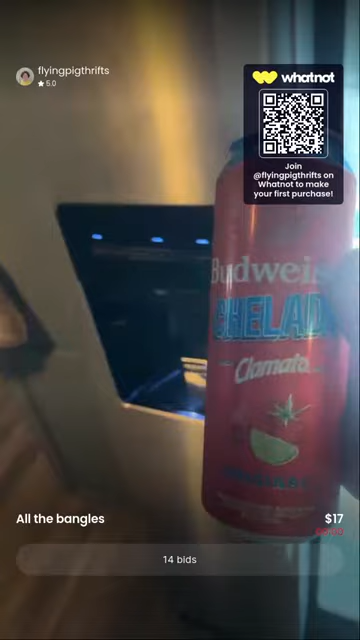 flyingpigthrifts
★ 5.0
whatnot
Join
@flyingpigthrifts on
Whatnot to make
your first purchase!
Budweis
CHELADA
Clamato
All the bangles
$17
14 bids